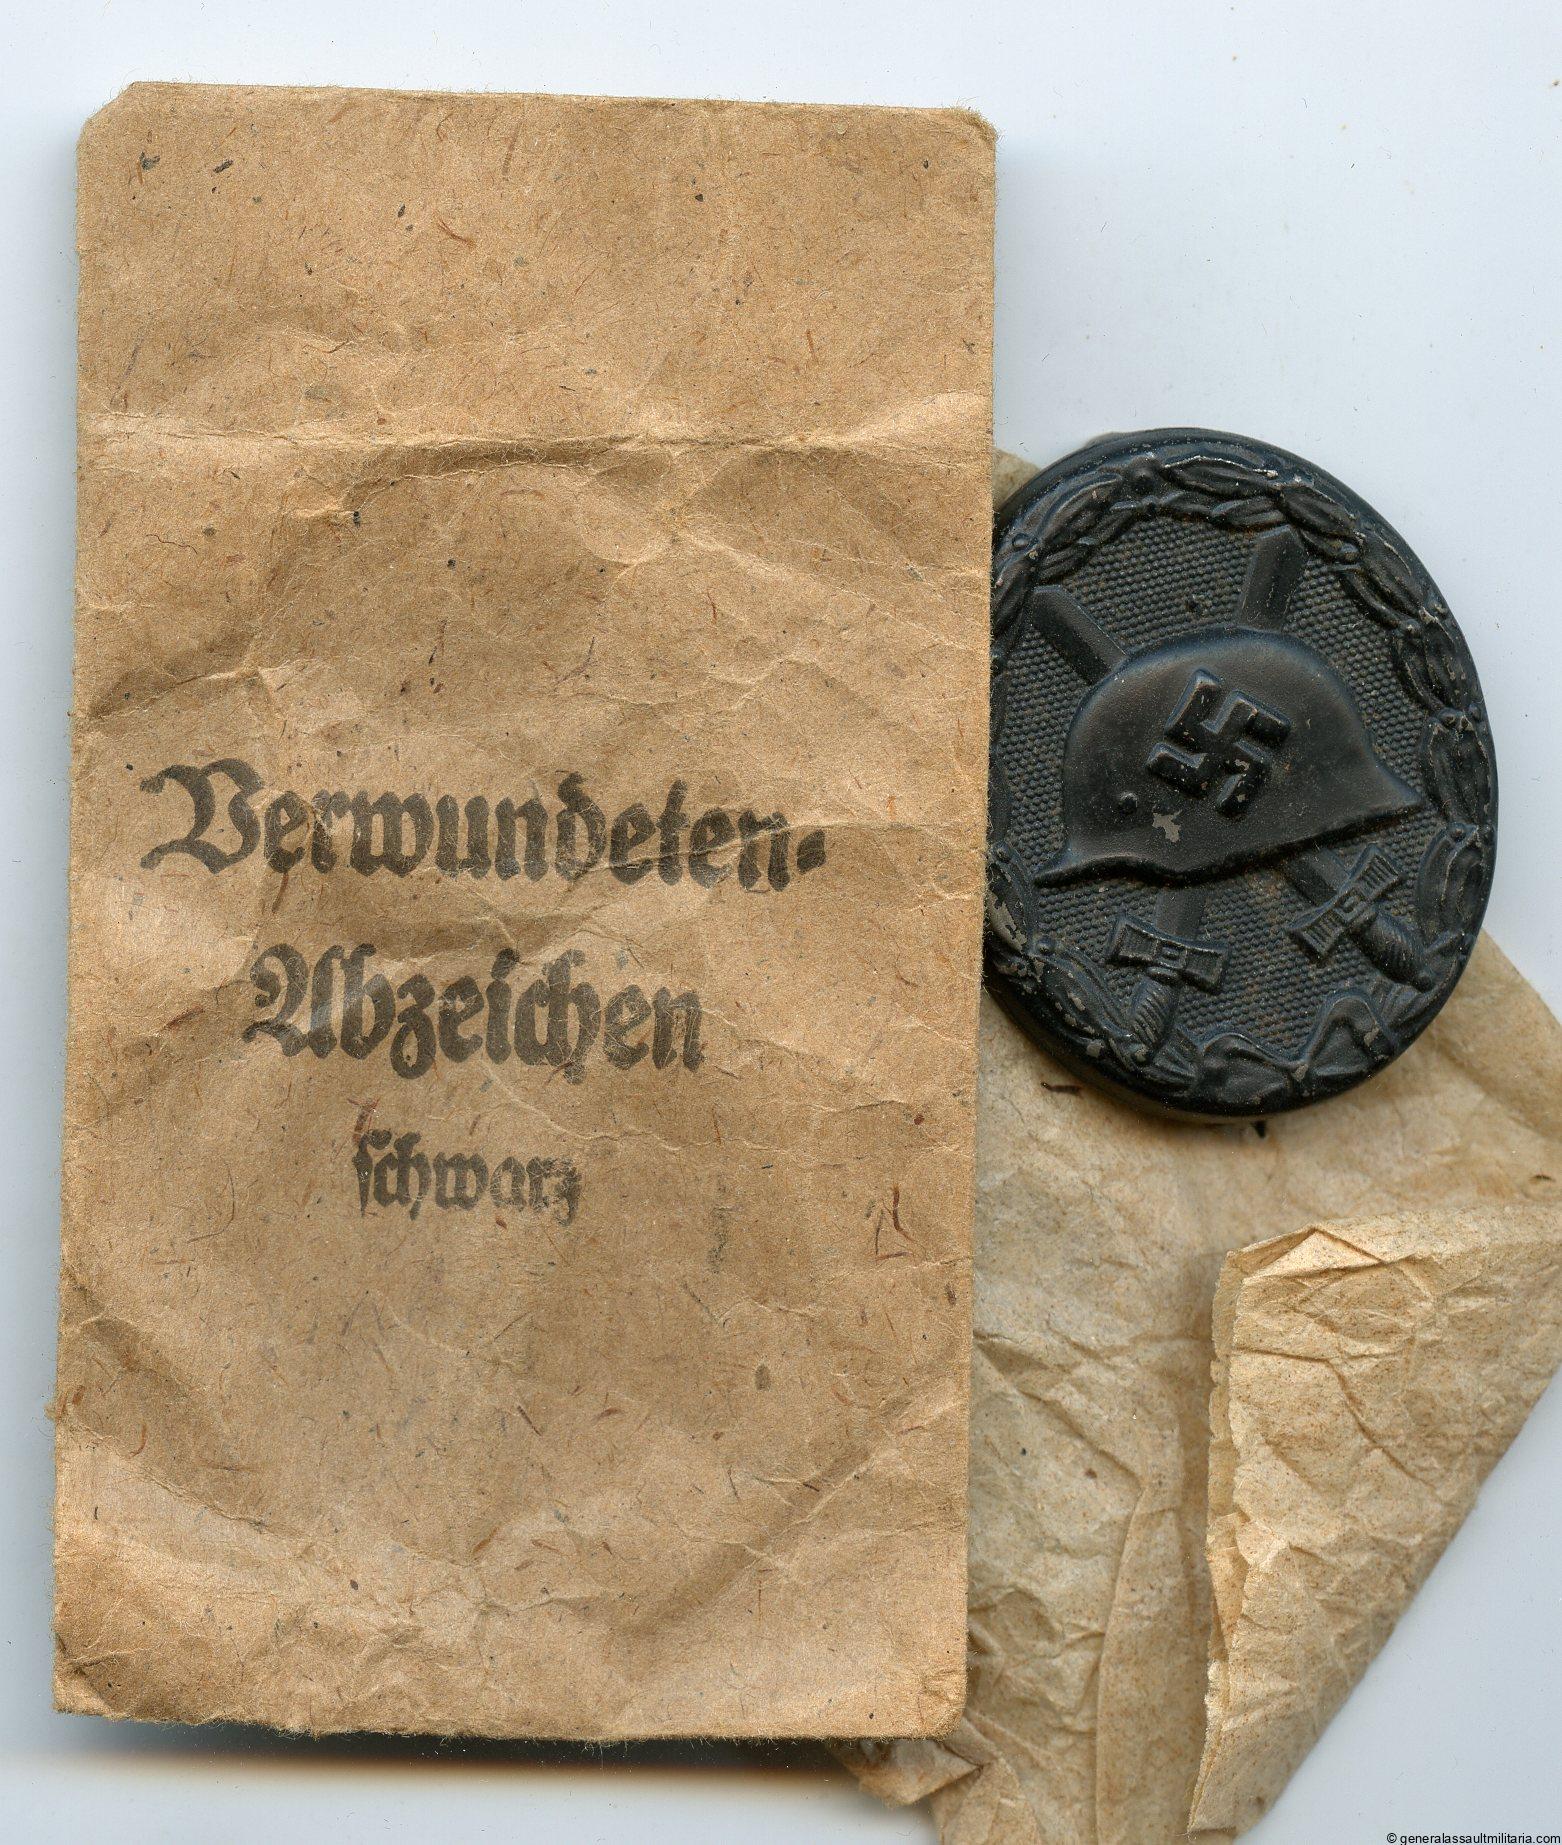 Verwundeten-
Abzeichen
schwarz
© generalassaultmilitaria.com